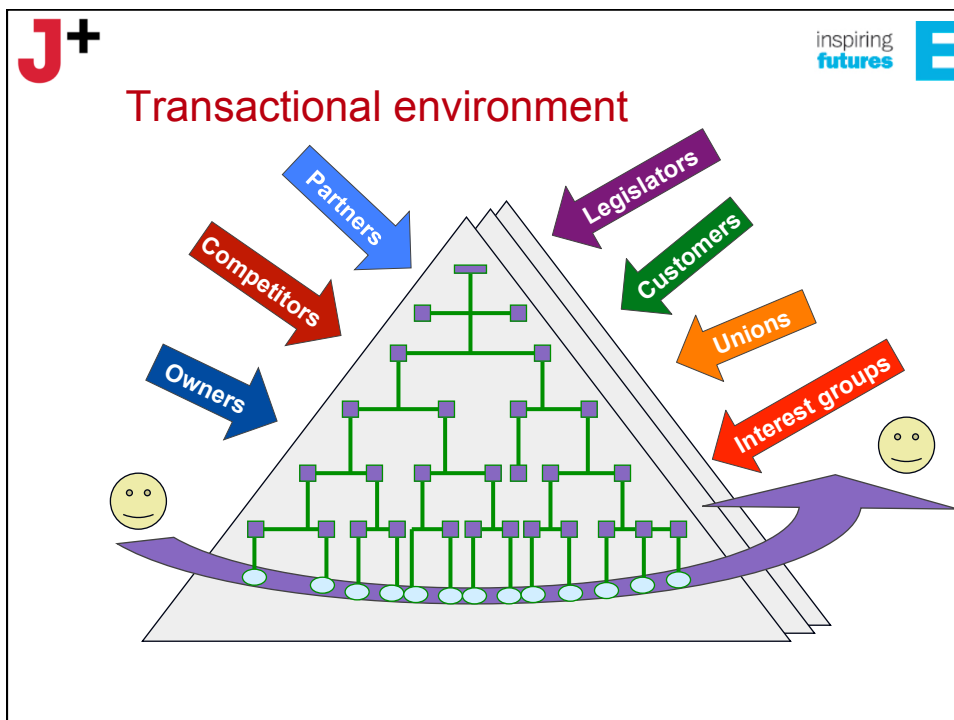 J+
inspiring
futures
E
Transactional environment
Partners
Legislators
Customers
Competitors
Unions
Owners
Interest groups